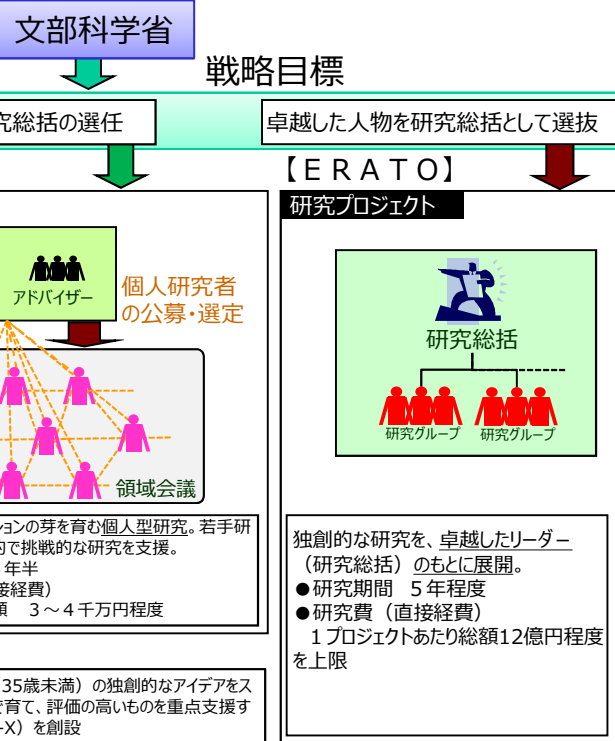 文部科学省
戦略目標
究総括の選任
卓越した人物を研究総括として選抜
【ＥＲＡＴＯ】
研究プロジェクト
アドバイザー
個人研究者
の公募・選定
領域会議
研究総括
研究グループ 研究グループ
ションの芽を育む個人型研究。若手研
的で挑戦的な研究を支援。
年半
接経費）
額　３～４千万円程度
35歳未満）の独創的なアイデアをス
で育て、評価の高いものを重点支援す
-X）を創設
独創的な研究を、卓越したリーダー
（研究総括）のもとに展開。
●研究期間　５年程度
●研究費（直接経費）
１プロジェクトあたり総額12億円程度
を上限